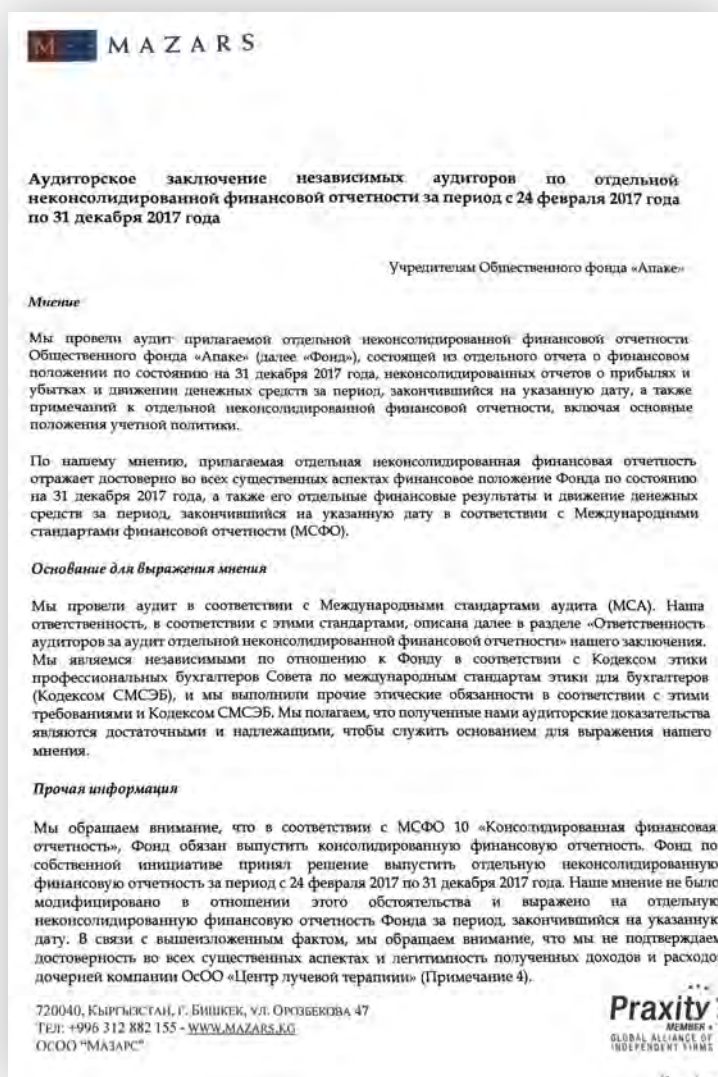 M MAZARS
Аудиторское заключение независимых аудиторов по отдельной
неконсолидированной финансовой отчетности за период с 24 февраля 2017 года
по 31 декабря 2017 года
Учредителям Общественного фонда «Апаке»
Мнение
Мы провели аудит прилагаемой отдельной неконсолидированной финансовой отчетности
Общественного фонда «Апаке» (далее «Фонд»), состоящей из отдельного отчета о финансовом
положении по состоянию на 31 декабря 2017 года, неконсолидированных отчетов о прибылях и
убытках и движении денежных средств за период, закончившийся на указанную дату, а также
примечаний к отдельной неконсолидированной финансовой отчетности, включая основные
положения учетной политики.
По нашему мнению, прилагаемая отдельная неконсолидированная финансовая отчетность
отражает достоверно во всех существенных аспектах финансовое положение Фонда по состоянию
на 31 декабря 2017 года, а также его отдельные финансовые результаты и движение денежных
средств за период, закончившийся на указанную дату в соответствии с Международными
стандартами финансовой отчетности (МСФО).
Основание для выражения мнения
Мы провели аудит в соответствии с Международными стандартами аудита (МСА). Наша
ответственность, в соответствии с этими стандартами, описана далее в разделе «Ответственность
аудиторов за аудит отдельной неконсолидированной финансовой отчетности» нашего заключения.
Мы являемся независимыми по отношению к Фонду в соответствии с Кодексом этики
профессиональных бухгалтеров Совета по международным стандартам этики для бухгалтеров
(Кодексом СМСЭБ), и мы выполнили прочие этические обязанности в соответствии с этими
требованиями и Кодексом СМСЭБ. Мы полагаем, что полученные нами аудиторские доказательства
являются достаточными и надлежащими, чтобы служить основанием для выражения нашего
мнения.
Прочая информация
Мы обращаем внимание, что в соответствии с МСФО 10 «Консолидированная финансовая
отчетность», Фонд обязан выпустить консолидированную финансовую отчетность. Фонд по
собственной инициативе принял решение выпустить отдельную неконсолидированную
финансовую отчетность за период с 24 февраля 2017 по 31 декабря 2017 года. Наше мнение не было
модифицировано в отношении этого обстоятельства и выражено на отдельную
неконсолидированную финансовую отчетность Фонда за период, закончившийся на указанную
дату. В связи с вышеизложенным фактом, мы обращаем внимание, что мы не подтверждаем
достоверность во всех существенных аспектах и легитимность полученных доходов и расходо
дочерней компании ОсОО «Центр лучевой терапиии» (Примечание 4).
720040, КЫРГЫЗСТАН, Г. БИШКЕК, УЛ. ОРОЗБЕКОВА 47
ТЕЛ: +996 312 882 155 - WWW.MAZARS.KG
ОСОО "МАЗАРС"
Praxity
MEMBER
GLOBAL ALLIANCE OF
INDEPENDENT FIRMS